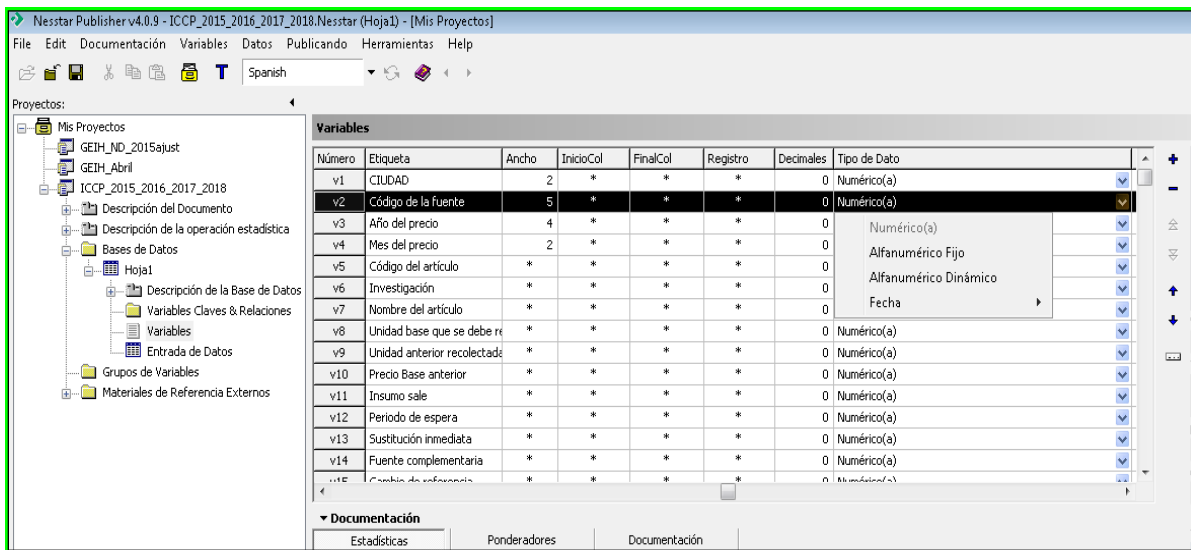 Nesstar Publisher v4.0.9 - ICCP_2015_2016_2017_2018.Nesstar (Hoja1) - [Mis Proyectos]
File Edit Documentación Variables Datos Publicando Herramientas Help
T Spanish
Proyectos:
Mis Proyectos
GEIH_ND_2015ajust
GEIH_Abril
ICCP_2015_2016_2017_2018
Descripción del Documento
Descripción de la operación estadística
Bases de Datos
Hoja1
Descripción de la Base de Datos
Variables Claves & Relaciones
Variables
Entrada de Datos
Grupos de Variables
Materiales de Referencia Externos
Variables
Número Etiqueta Ancho InicioCol FinalCol Registro Decimales Tipo de Dato
v1 CIUDAD 2 * * * 0 Numérico(a)
v2 Código de la fuente 5 * * * 0 Numérico(a)
v3 Año del precio 4 * * * 0
v4 Mes del precio 2 * * * 0
v5 Código del artículo * * * * 0
v6 Investigación * * * * 0
v7 Nombre del artículo * * * * 0
Numérico(a)
Alfanumérico Fijo
Alfanumérico Dinámico
Fecha
v8 Unidad base que se debe re * * * * 0 Numérico(a)
v9 Unidad anterior recolectada * * * * 0 Numérico(a)
v10 Precio Base anterior * * * * 0 Numérico(a)
v11 Insumo sale * * * * 0 Numérico(a)
v12 Periodo de espera * * * * 0 Numérico(a)
v13 Sustitución inmediata * * * * 0 Numérico(a)
v14 Fuente complementaria * * * * 0 Numérico(a)
v15 Cambio de referencia * * * * 0 Numérico(a)
Documentación
Estadísticas Ponderadores Documentación